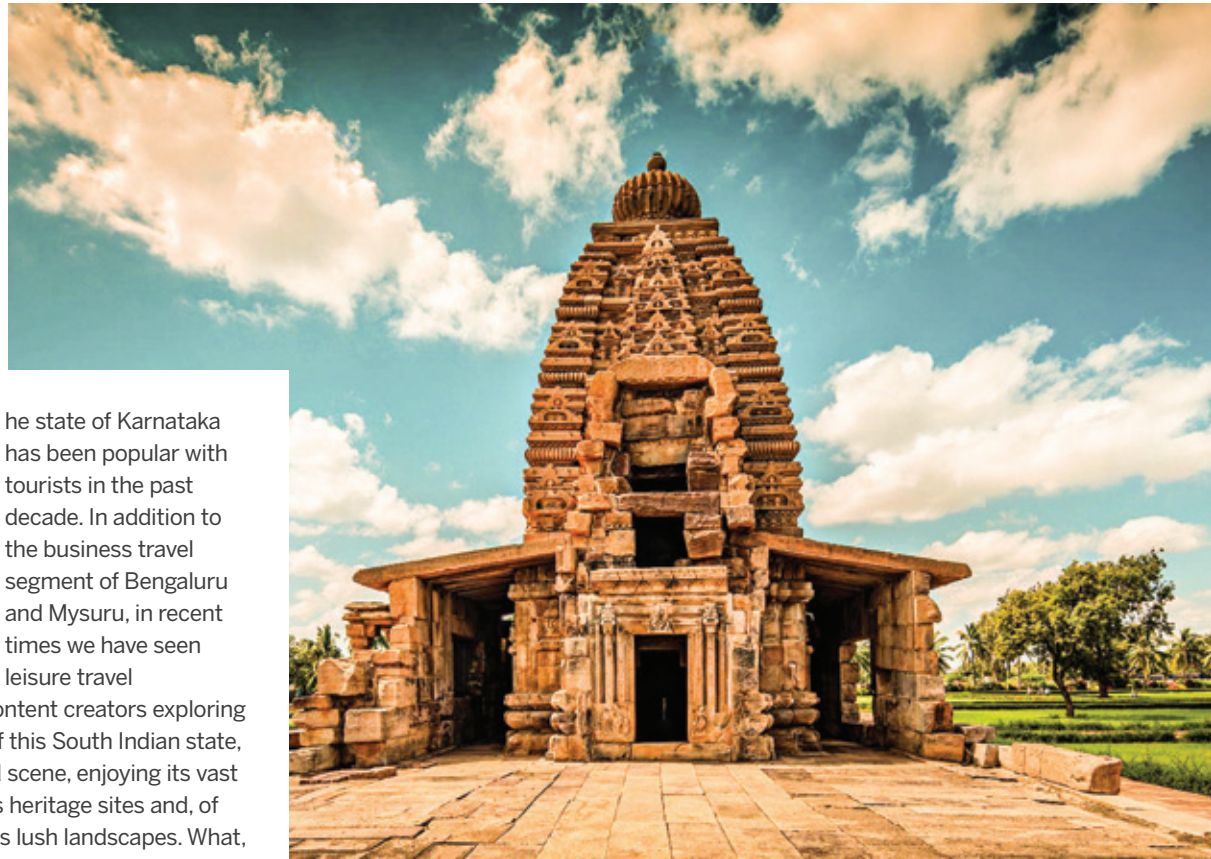 he state of Karnataka
has been popular with
tourists in the past
decade. In addition to
the business travel
segment of Bengaluru
and Mysuru, in recent
times we have seen
leisure travel
ontent creators exploring
f this South Indian state,
scene, enjoying its vast
s heritage sites and, of
s lush landscapes. What,